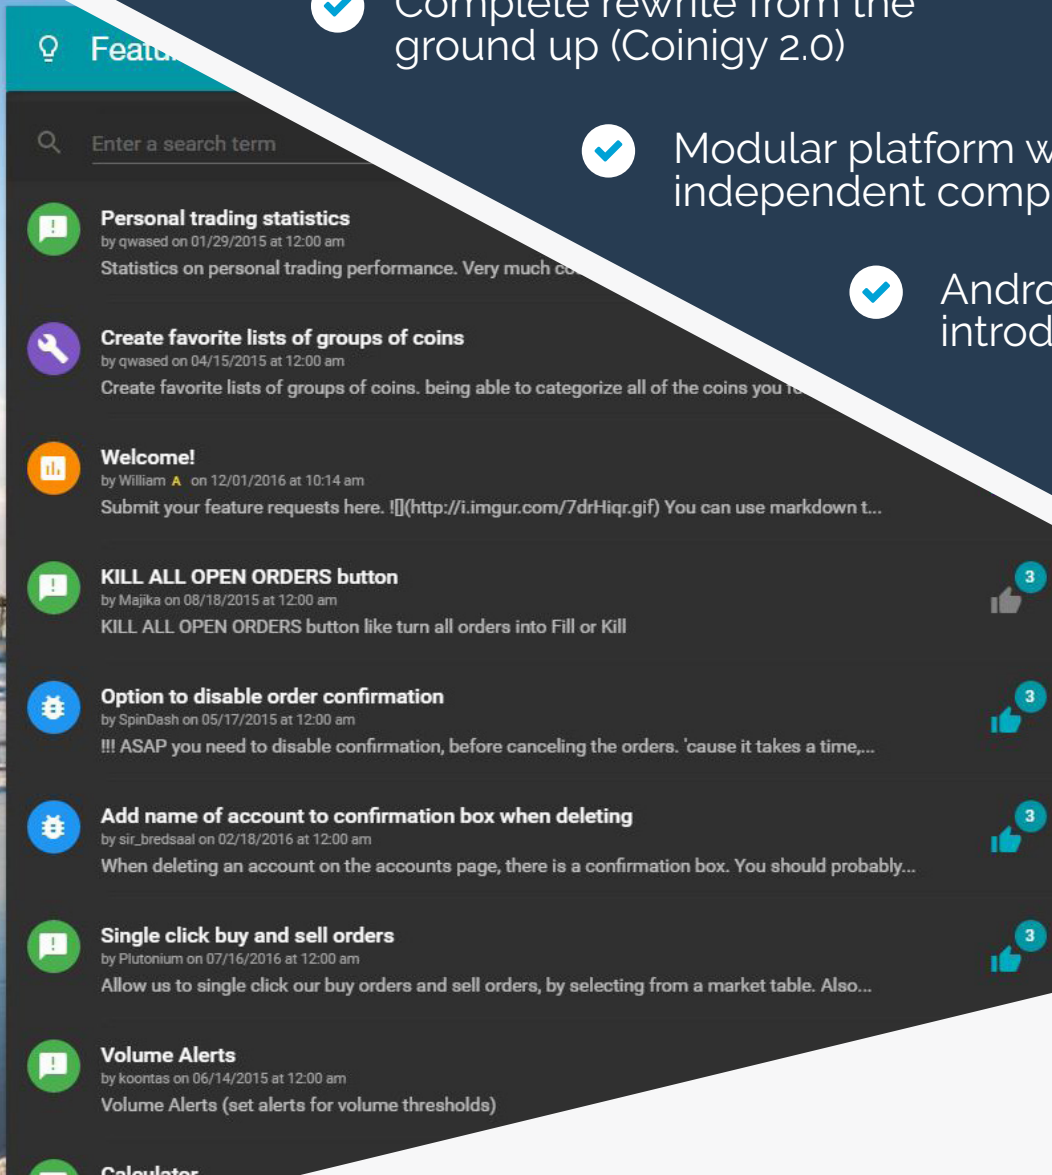 Complete rewrite from the
ground up (Coinigy 2.0)
Modular platform
independent
Enter a search term
Personal trading statistics
by qwased on 01/29/2015 at 12:00 am
Statistics on personal trading performance. Very much
Create favorite lists of groups of coins
by qwased on 04/15/2015 at 12:00 am
Create favorite lists of groups of coins. being able to categorize all of the coins you
Welcome!
by William A on 12/01/2016 at 10:14 am
Submit your feature requests here. ![](http://i.imgur.com/7drHiqr.gif) You can use markdown t...
KILL ALL OPEN ORDERS button
by Majika on 08/18/2015 at 12:00 am
KILL ALL OPEN ORDERS button like turn all orders into Fill or Kill
3
Option to disable order confirmation
by SpinDash on 05/17/2015 at 12:00 am
!!! ASAP you need to disable confirmation, before canceling the orders. 'cause it takes a time,...
3
Add name of account to confirmation box when deleting
by sir_bredsaal on 02/18/2016 at 12:00 am
When deleting an account on the accounts page, there is a confirmation box. You should probably...
3
Single click buy and sell orders
by Plutonium on 07/16/2016 at 12:00 am
Allow us to single click our buy orders and sell orders, by selecting from a market table. Also...
3
Volume Alerts
by koontas on 06/14/2015 at 12:00 am
Volume Alerts (set alerts for volume thresholds)
Calculator